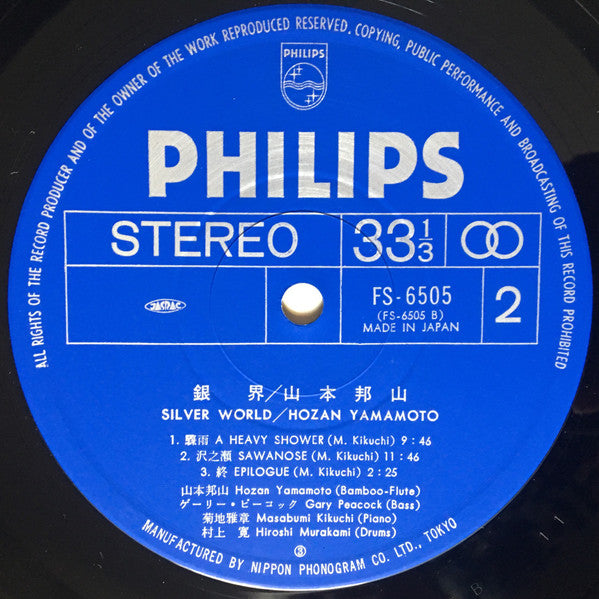 ALL RIGHTS OF THE RECORD PRODUCER AND OF THE OWNER OF THE WORK REPRODUCED RESERVED. COPYING, PUBLIC PERFORMANCE AND BROADCASTING OF THIS RECORD PROHIBITED
PHILIPS
PHILIPS
STEREO 33 1/3
JASRAC
FS-6505
(FS-6505 B)
MADE IN JAPAN
2
銀界/山本邦山
SILVER WORLD/HOZAN YAMAMOTO
1. 驟雨 A HEAVY SHOWER (M. Kikuchi) 9:46
2. 沢之瀬 SAWANOSE (M. Kikuchi) 11:46
3. 終 EPILOGUE (M. Kikuchi) 2:25
山本邦山 Hozan Yamamoto (Bamboo-Flute)
ゲーリー・ピーコック Gary Peacock (Bass)
菊地雅章 Masabumi Kikuchi (Piano)
村上 寛 Hiroshi Murakami (Drums)
③
MANUFACTURED BY NIPPON PHONOGRAM CO. LTD., TOKYO
B 11